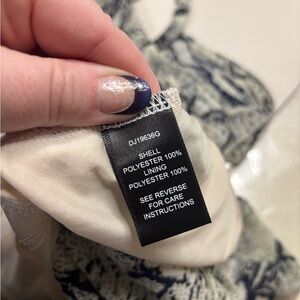 DJ19636G
SHELL
POLYESTER 100%
LINING
POLYESTER 100%
SEE REVERSE
FOR CARE
INSTRUCTIONS